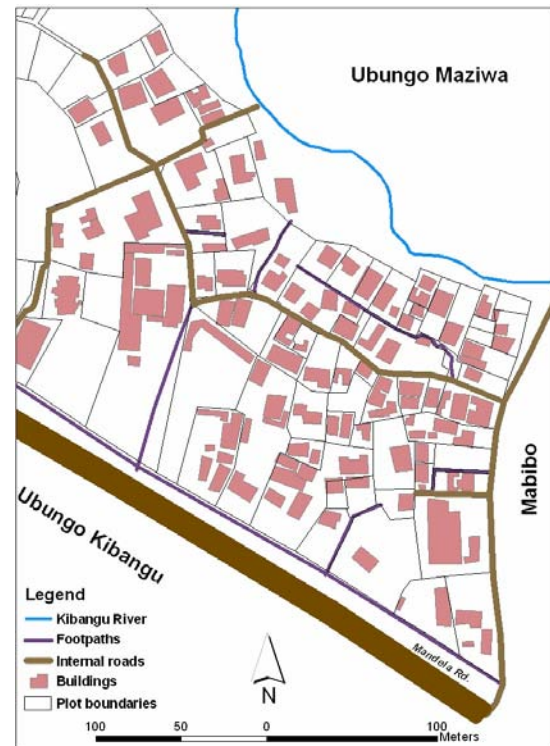 Ubungo Maziwa
Mabibo
Ubungo Kibangu
Mandela Rd.
Legend
Kibangu River
Footpaths
Internal roads
Buildings
Plot boundaries
N
100 50 0 100
Meters